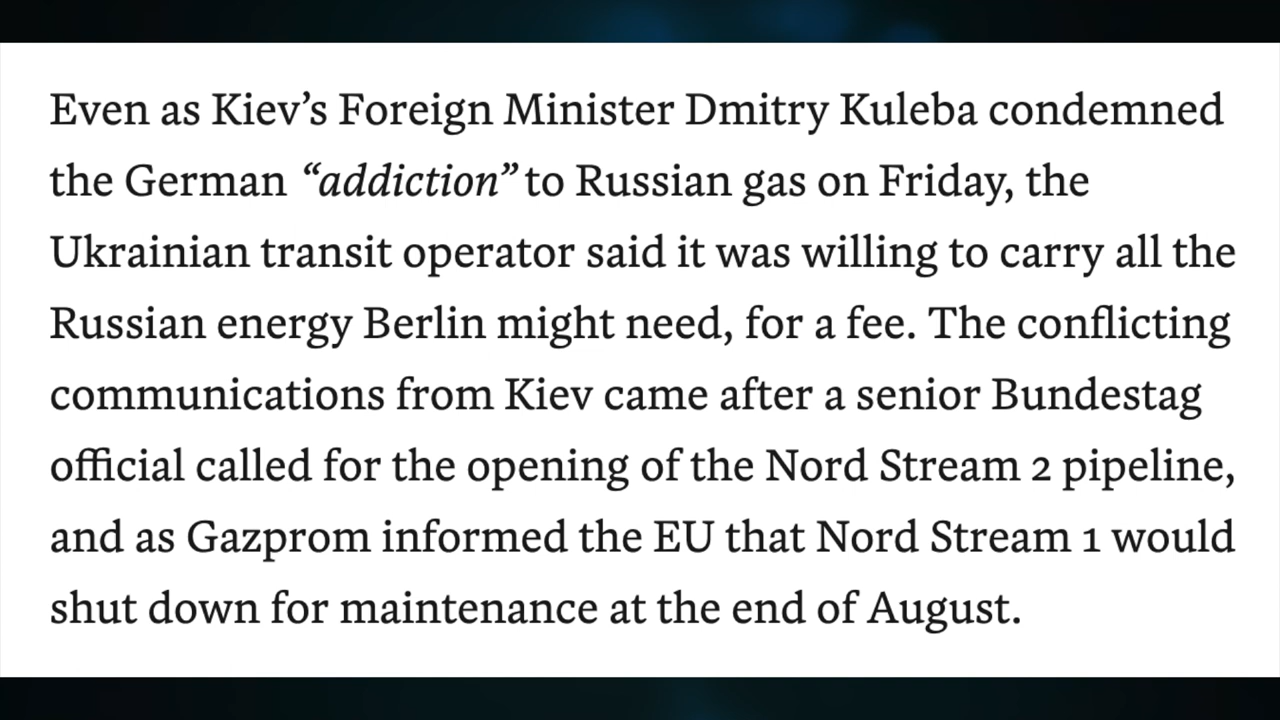 Even as Kiev’s Foreign Minister Dmitry Kuleba condemned
the German “addiction” to Russian gas on Friday, the
Ukrainian transit operator said it was willing to carry all the
Russian energy Berlin might need, for a fee. The conflicting
communications from Kiev came after a senior Bundestag
official called for the opening of the Nord Stream 2 pipeline,
and as Gazprom informed the EU that Nord Stream 1 would
shut down for maintenance at the end of August.